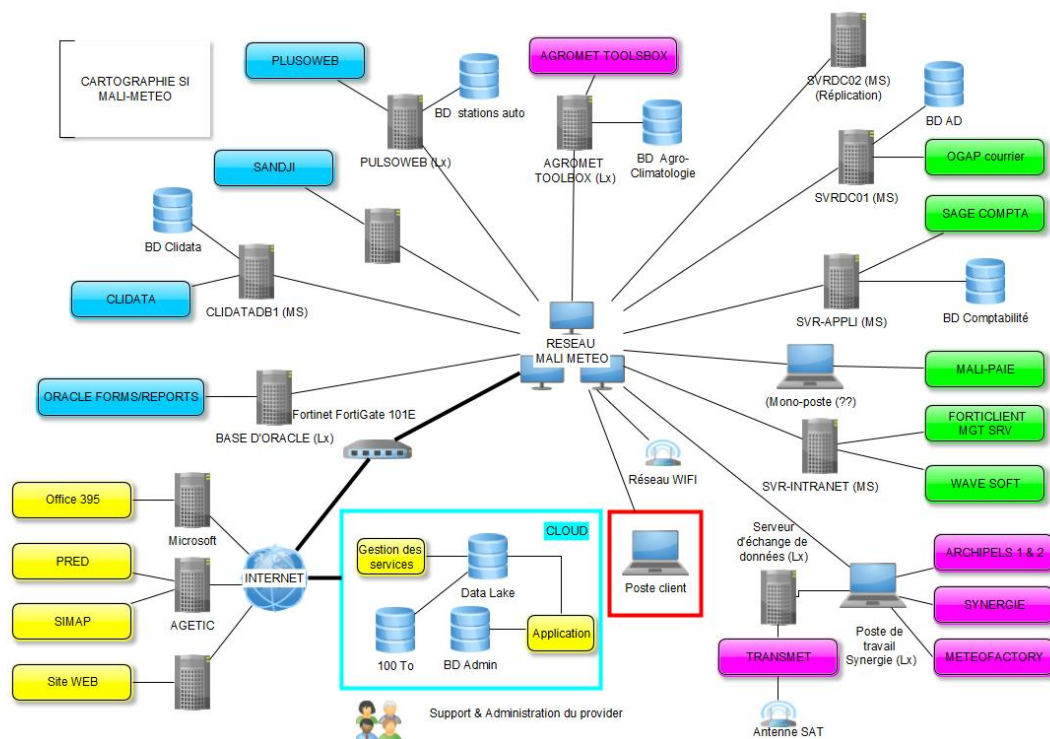 CARTOGRAPHIE SI
MALI-METEO
PLUSOWEB
BD stations auto
PULSOWEB (Lx)
AGROMET TOOLSBOX
AGROMET
TOOLBOX (Lx)
BD Agro-
Climatologie
SVRDC02 (MS)
(Réplication)
BD AD
SVRDC01 (MS)
OGAP courrier
SAGE COMPTA
SVR-APPLI (MS)
BD Comptabilité
SANDJI
BD Clidata
CLIDATA
CLIDATADB1 (MS)
RESEAU
MALI METEO
ORACLE FORMS/REPORTS
BASE D'ORACLE (Lx)
Fortinet FortiGate 101E
(Mono-poste (??)
MALI-PAIE
FORTICLIENT
MGT SRV
SVR-INTRANET (MS)
WAVE SOFT
Réseau WIFI
Office 395
Microsoft
PRED
SIMAP
AGETIC
INTERNET
Site WEB
CLOUD
Gestion des
services
Data Lake
100 To
BD Admin
Application
Poste client
Serveur
d'échange de
données (Lx)
ARCHIPELS 1 & 2
SYNERGIE
METEOFACTORY
Poste de
travail
Synergie (Lx)
TRANSMET
Antenne SAT
Support & Administration du provider